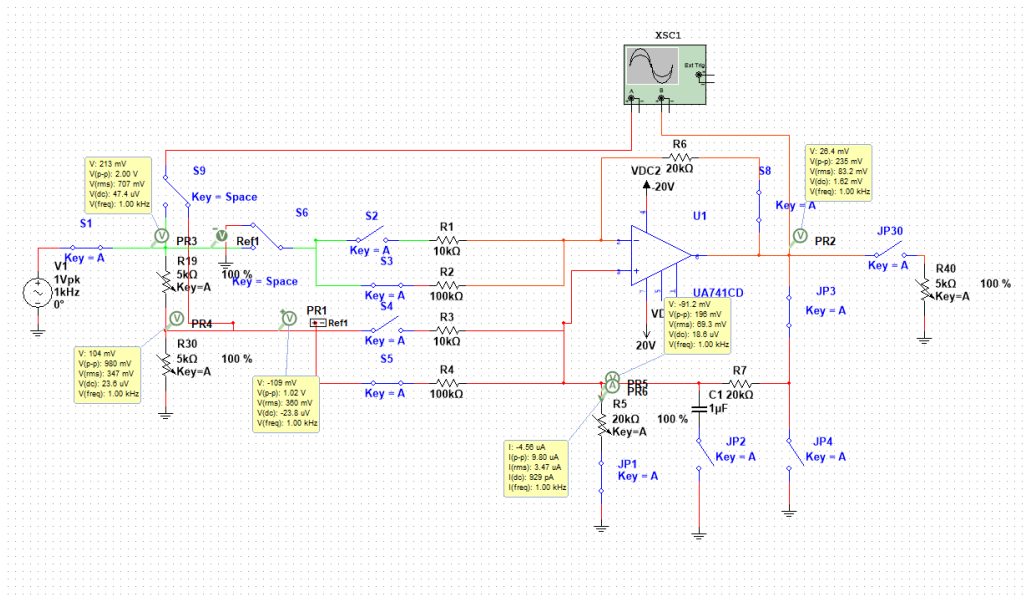 XSC1
Ext Trig
A
B
R6
20kΩ
VDC2
-20V
S8
Key = A
V: 26.4 mV
V(p-p): 235 mV
V(rms): 83.2 mV
V(dc): 1.62 mV
V(freq): 1.00 kHz
PR2
V: 213 mV
V(p-p): 2.00 V
V(rms): 707 mV
V(dc): 47.4 uV
V(freq): 1.00 kHz
S9
Key = Space
S1
Key = A
V
PR3
V
Ref1
S6
Key = Space
S2
Key = A
R1
10kΩ
S3
Key = A
R2
100kΩ
S4
Key = A
R3
10kΩ
S5
Key = A
R4
100kΩ
V1
1Vpk
1kHz
0°
R19
5kΩ
Key=A
100 %
V
PR4
R30
5kΩ
Key=A
100 %
V: 104 mV
V(p-p): 980 mV
V(rms): 347 mV
V(dc): 23.6 uV
V(freq): 1.00 kHz
V
PR1
Ref1
V: -109 mV
V(p-p): 1.02 V
V(rms): 360 mV
V(dc): -23.8 uV
V(freq): 1.00 kHz
U1
UA741CD
4
2
3
6
7
5
1
VD
20V
V: -91.2 mV
V(p-p): 196 mV
V(rms): 69.3 mV
V(dc): 18.6 uV
V(freq): 1.00 kHz
V
A
PR5
PR6
I: -4.56 uA
I(p-p): 9.80 uA
I(rms): 3.47 uA
I(dc): 929 pA
I(freq): 1.00 kHz
R5
20kΩ
Key=A
100 %
JP1
Key = A
C1
1µF
R7
20kΩ
JP2
Key = A
JP3
Key = A
JP4
Key = A
JP30
Key = A
R40
5kΩ
Key=A
100 %